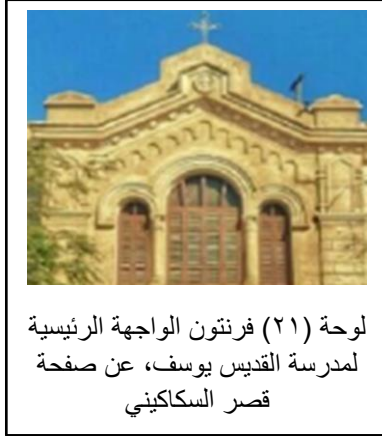 لوحة (٢١) فرنتون الواجهة الرئيسية
لمدرسة القديس يوسف، عن صفحة
قصر السكاكيني